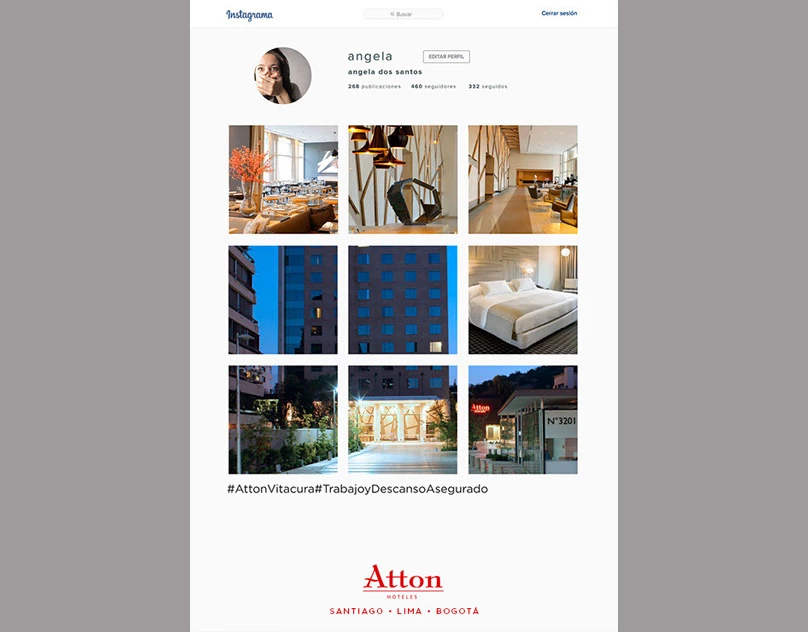 Instagrama
Buscar
Cerrar sesión
angela
EDITAR PERFIL
angela dos santos
268 publicaciones 460 seguidores 332 seguidos
Atton
N°3201
#AttonVitacura#TrabajoyDescansoAsegurado
Atton
HOTELES
SANTIAGO • LIMA • BOGOTÁ